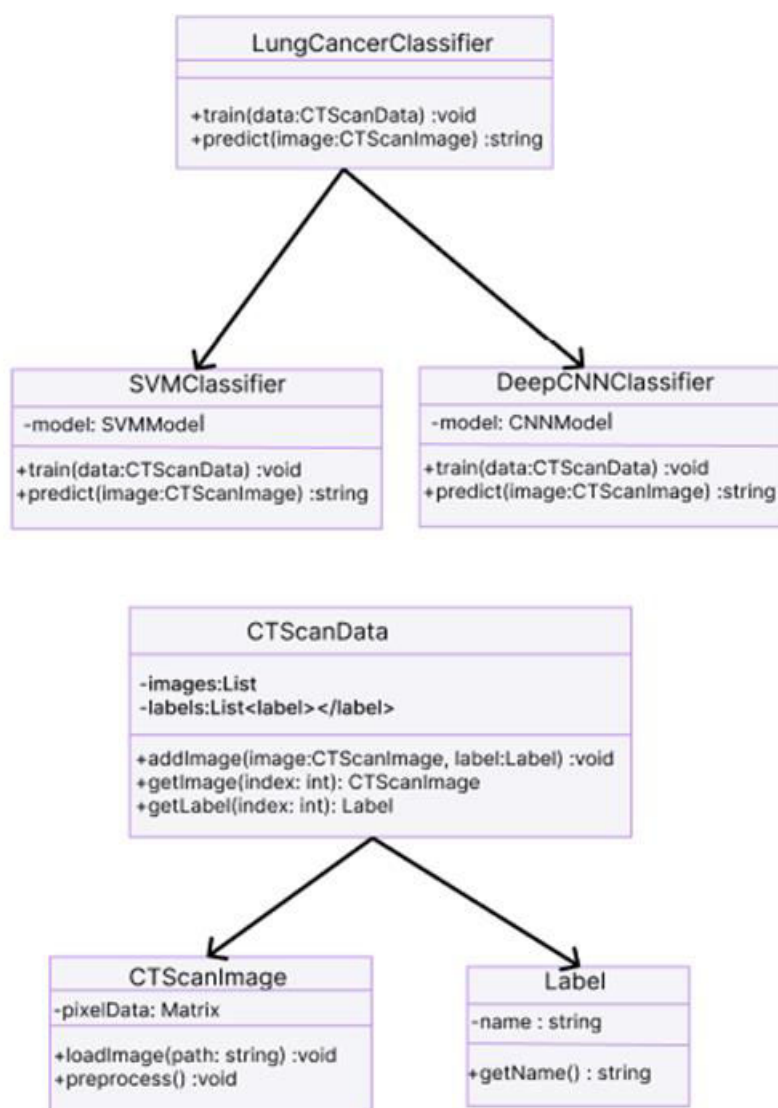 LungCancerClassifier
+train(data:CTScanData) :void
+predict(image:CTScanImage) :string
SVMClassifier
-model: SVMModel
+train(data:CTScanData) :void
+predict(image:CTScanImage) :string
DeepCNNClassifier
-model: CNNModel
+train(data:CTScanData) :void
+predict(image:CTScanImage) :string
CTScanData
-images:List
-labels:List<label></label>
+addImage(image:CTScanImage, label:Label) :void
+getImage(index: int): CTScanImage
+getLabel(index: int): Label
CTScanImage
-pixelData: Matrix
+loadImage(path: string) :void
+preprocess() :void
Label
-name : string
+getName() : string